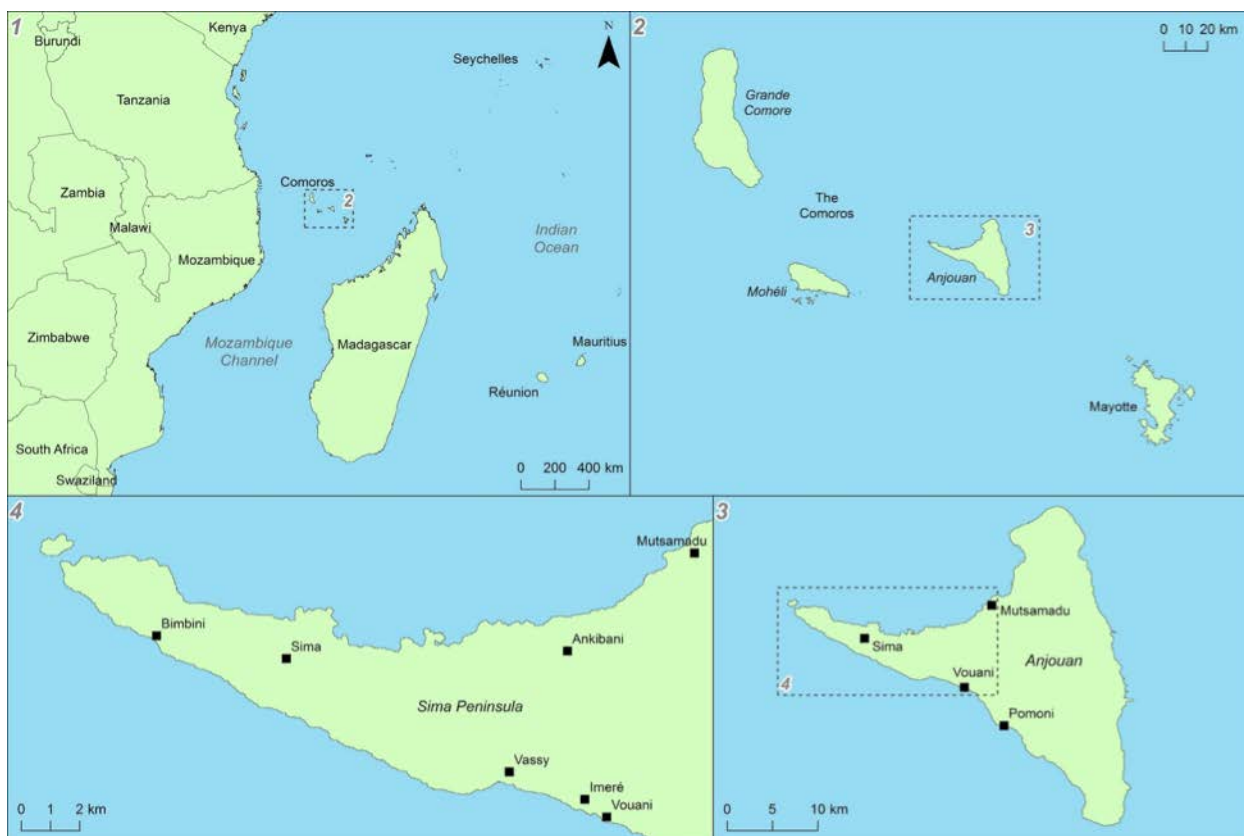 1
Kenya
Burundi
N
Seychelles
Tanzania
Comoros
2
Zambia
Malawi
Mozambique
Indian
Ocean
Zimbabwe
Mozambique
Channel
Madagascar
Mauritius
Réunion
South Africa
Swaziland
0 200 400 km
2
0 10 20 km
Grande
Comore
The
Comoros
3
Anjouan
Mohéli
Mayotte
4
Mutsamadu
Bimbini
Sima
Ankibani
Sima Peninsula
Vassy
Imeré
Vouani
0 1 2 km
3
Mutsamadu
Sima
Anjouan
Vouani
4
Pomoni
0 5 10 km